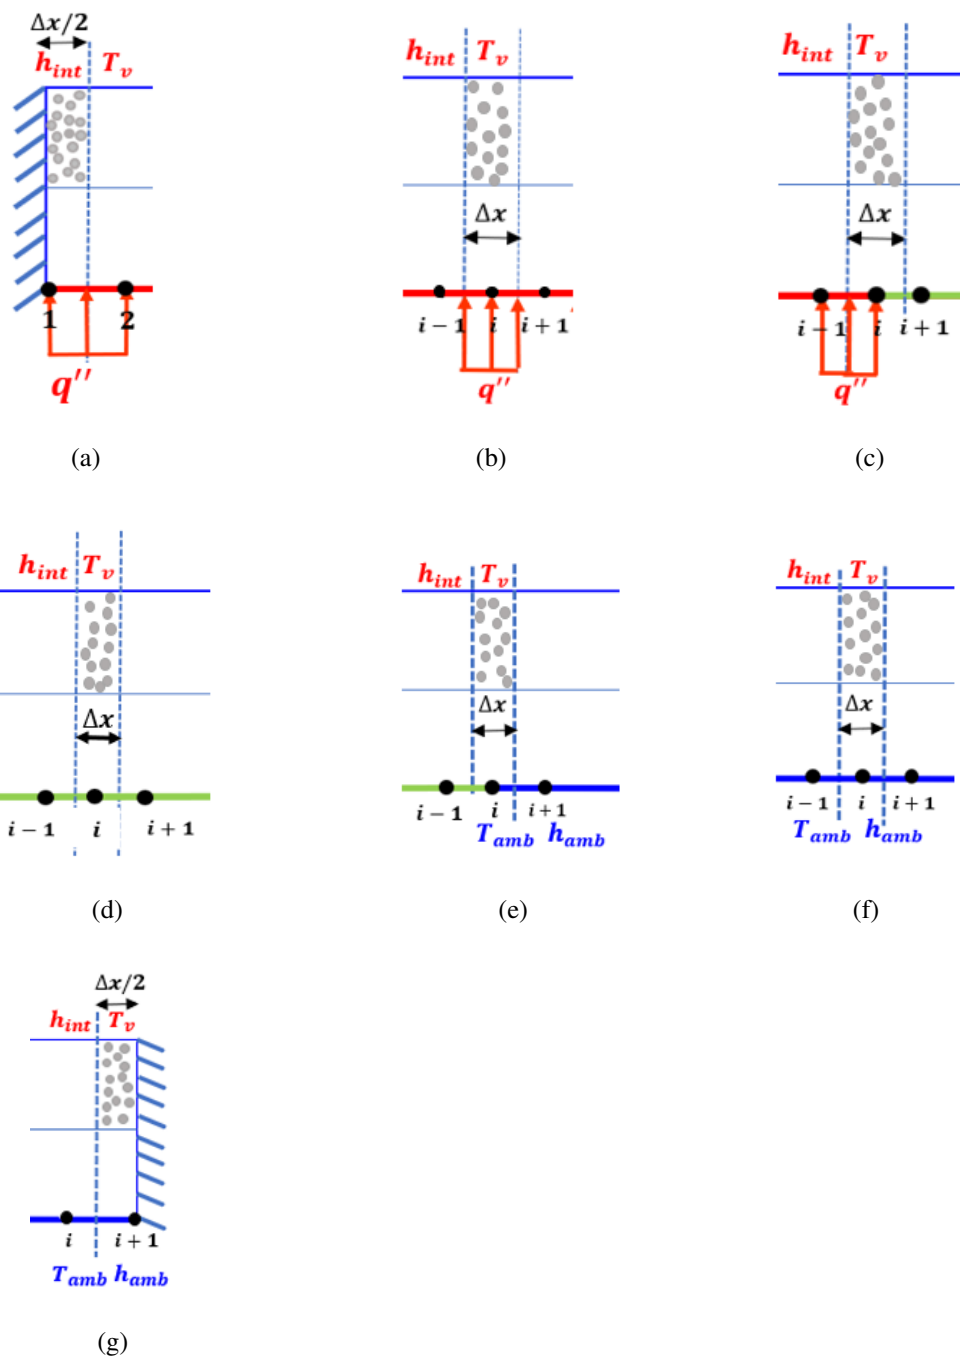 Δx/2
h_int T_v
1 2
q''
(a)
h_int T_v
Δx
i − 1 i i + 1
q''
(b)
h_int T_v
Δx
i − 1 i i + 1
q''
(c)
h_int T_v
Δx
i − 1 i i + 1
(d)
h_int T_v
Δx
i − 1 i i + 1
T_amb h_amb
(e)
h_int T_v
Δx
i − 1 i i + 1
T_amb h_amb
(f)
Δx/2
h_int T_v
i i + 1
T_amb h_amb
(g)